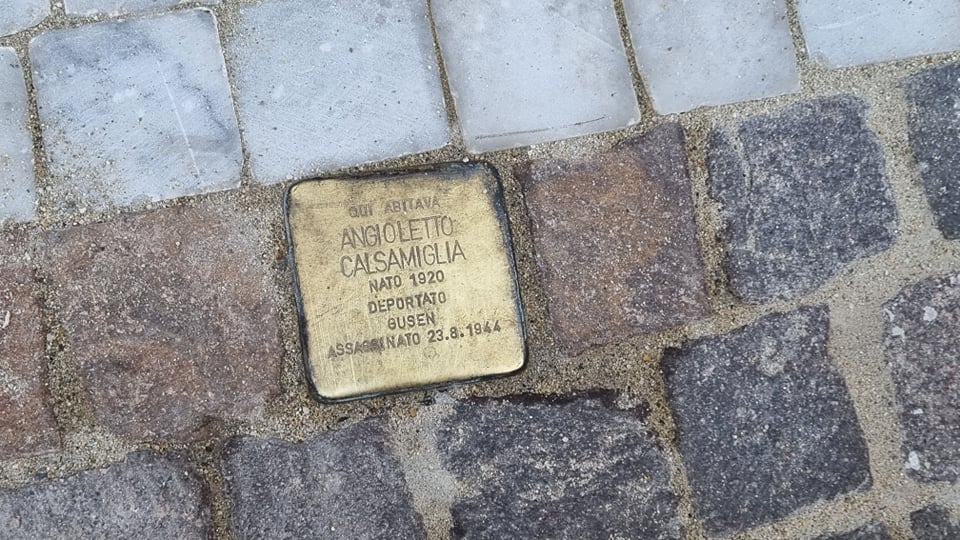 QUI ABITAVA
ANGIOLETTO
CALSAMIGLIA
NATO 1920
DEPORTATO
GUSEN
ASSASSINATO 23.8.1944